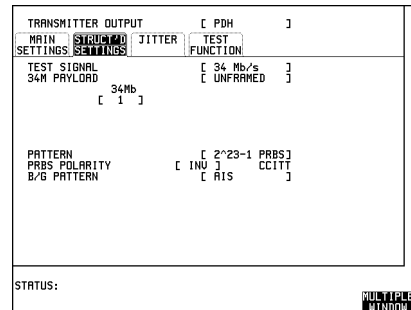 TRANSMITTER OUTPUT [ PDH ]
MAIN SETTINGS STRUCT'D SETTINGS JITTER TEST FUNCTION
TEST SIGNAL [ 34 Mb/s ]
34M PAYLOAD [ UNFRAMED ]
34Mb
[ 1 ]
PATTERN [ 2^23-1 PRBS]
PRBS POLARITY [ INV ] CCITT
B/G PATTERN [ AIS ]
STATUS:
MULTIPLE
WINDOW